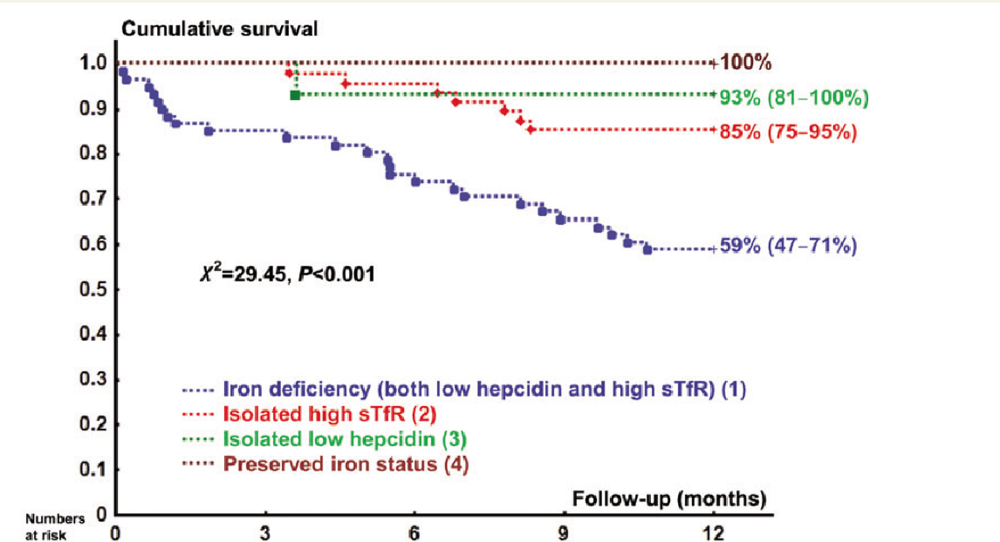 Cumulative survival
1.0
100%
93% (81–100%)
0.9
85% (75–95%)
0.8
0.7
0.6
59% (47–71%)
χ²=29.45, P<0.001
0.5
0.4
0.3
Iron deficiency (both low hepcidin and high sTfR) (1)
Isolated high sTfR (2)
0.2
Isolated low hepcidin (3)
Preserved iron status (4)
0.1
Follow-up (months)
0
Numbers
at risk
0 3 6 9 12